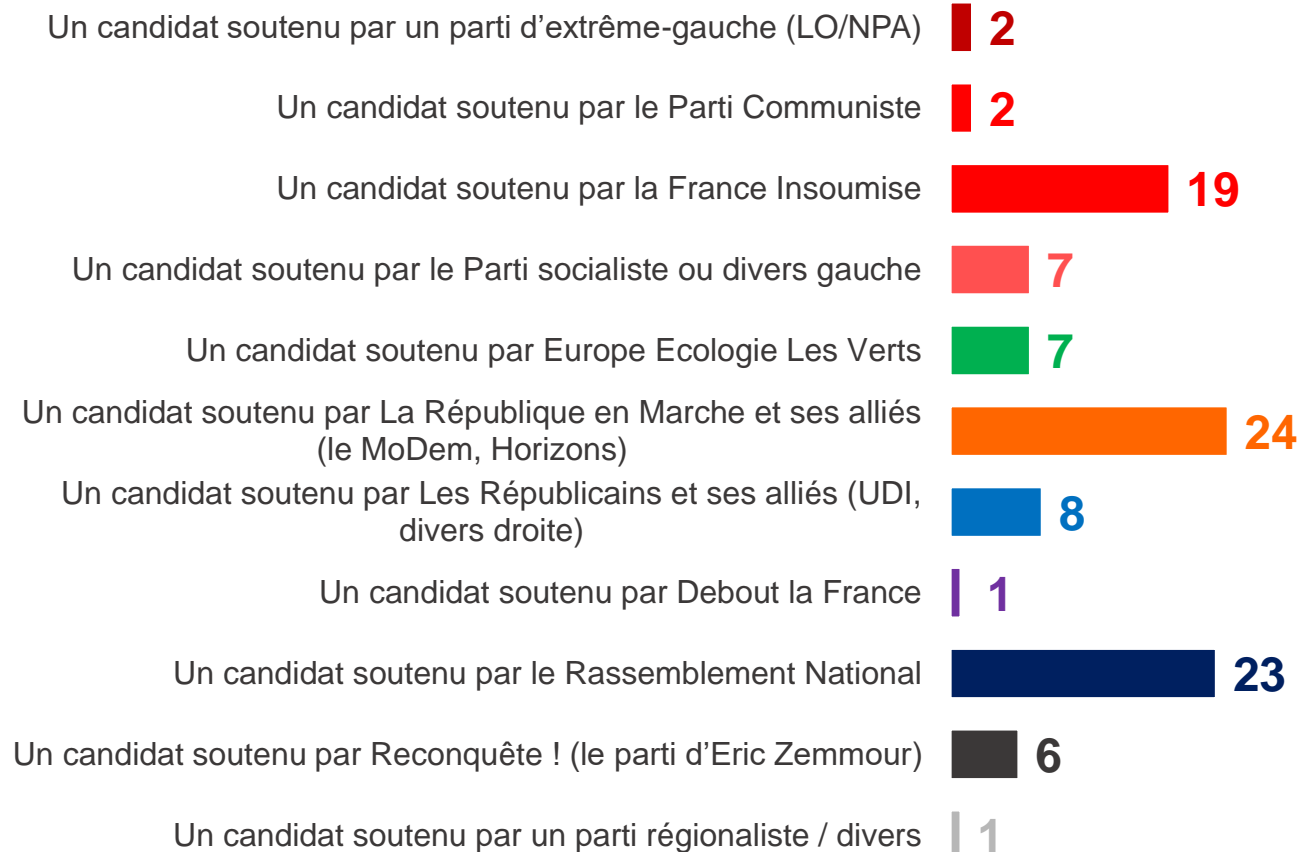 Un candidat soutenu par un parti d’extrême-gauche (LO/NPA) 2
Un candidat soutenu par le Parti Communiste 2
Un candidat soutenu par la France Insoumise 19
Un candidat soutenu par le Parti socialiste ou divers gauche 7
Un candidat soutenu par Europe Ecologie Les Verts 7
Un candidat soutenu par La République en Marche et ses alliés
(le MoDem, Horizons) 24
Un candidat soutenu par Les Républicains et ses alliés (UDI,
divers droite) 8
Un candidat soutenu par Debout la France 1
Un candidat soutenu par le Rassemblement National 23
Un candidat soutenu par Reconquête ! (le parti d’Eric Zemmour) 6
Un candidat soutenu par un parti régionaliste / divers 1